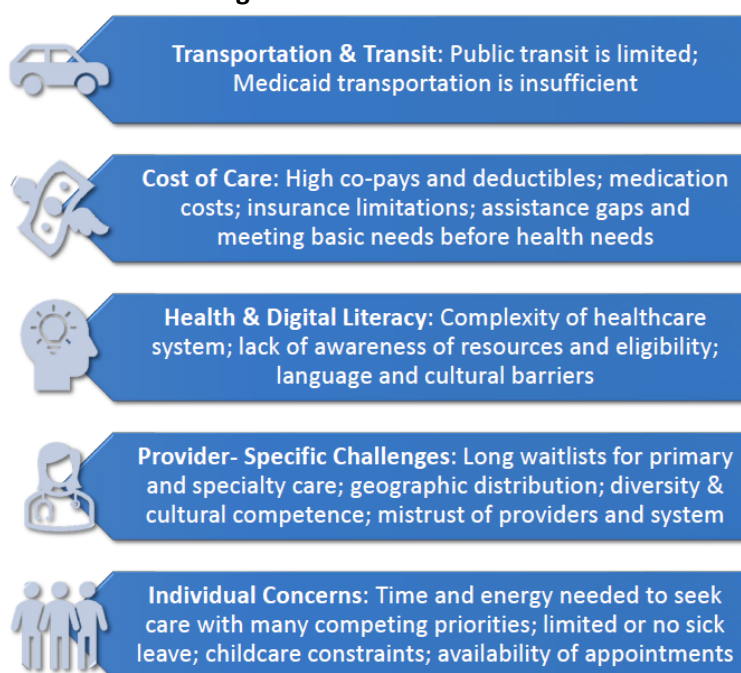 Transportation & Transit: Public transit is limited;
Medicaid transportation is insufficient
Cost of Care: High co-pays and deductibles; medication
costs; insurance limitations; assistance gaps and
meeting basic needs before health needs
Health & Digital Literacy: Complexity of healthcare
system; lack of awareness of resources and eligibility;
language and cultural barriers
Provider- Specific Challenges: Long waitlists for primary
and specialty care; geographic distribution; diversity &
cultural competence; mistrust of providers and system
Individual Concerns: Time and energy needed to seek
care with many competing priorities; limited or no sick
leave; childcare constraints; availability of appointments